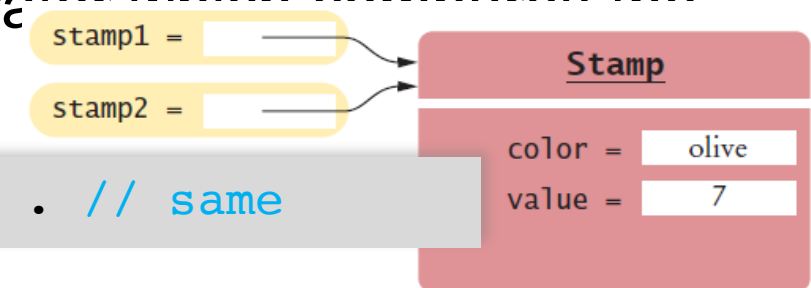 stamp1 =
stamp2 =
Stamp
color = olive
value = 7
. // same